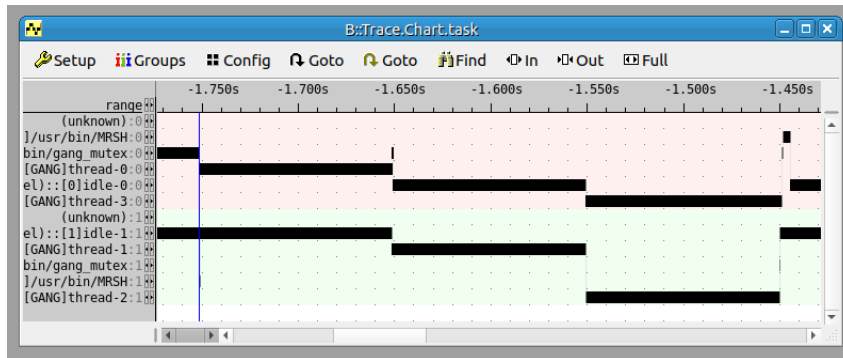 B::Trace.Chart.task
Setup Groups Config Goto Goto Find In Out Full
-1.750s -1.700s -1.650s -1.600s -1.550s -1.500s -1.450s
range
(unknown):0
]/usr/bin/MRSH:0
bin/gang_mutex:0
[GANG]thread-0:0
el)::[0]idle-0:0
[GANG]thread-3:0
(unknown):1
el)::[1]idle-1:1
[GANG]thread-1:1
bin/gang_mutex:1
]/usr/bin/MRSH:1
[GANG]thread-2:1